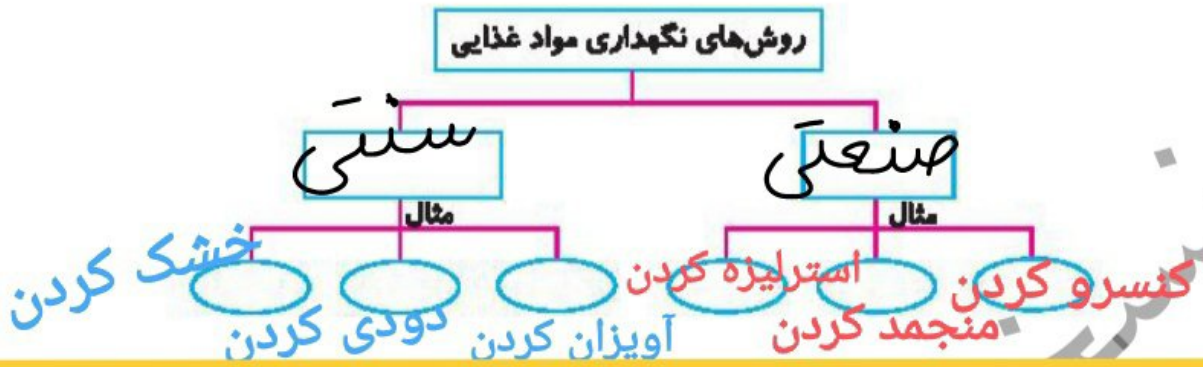 روش‌های نگهداری مواد غذایی
صنعتی
سنتی
مثال
مثال
کنسرو کردن
منجمد کردن
استرلیزه کردن
آویزان کردن
دودی کردن
خشک کردن